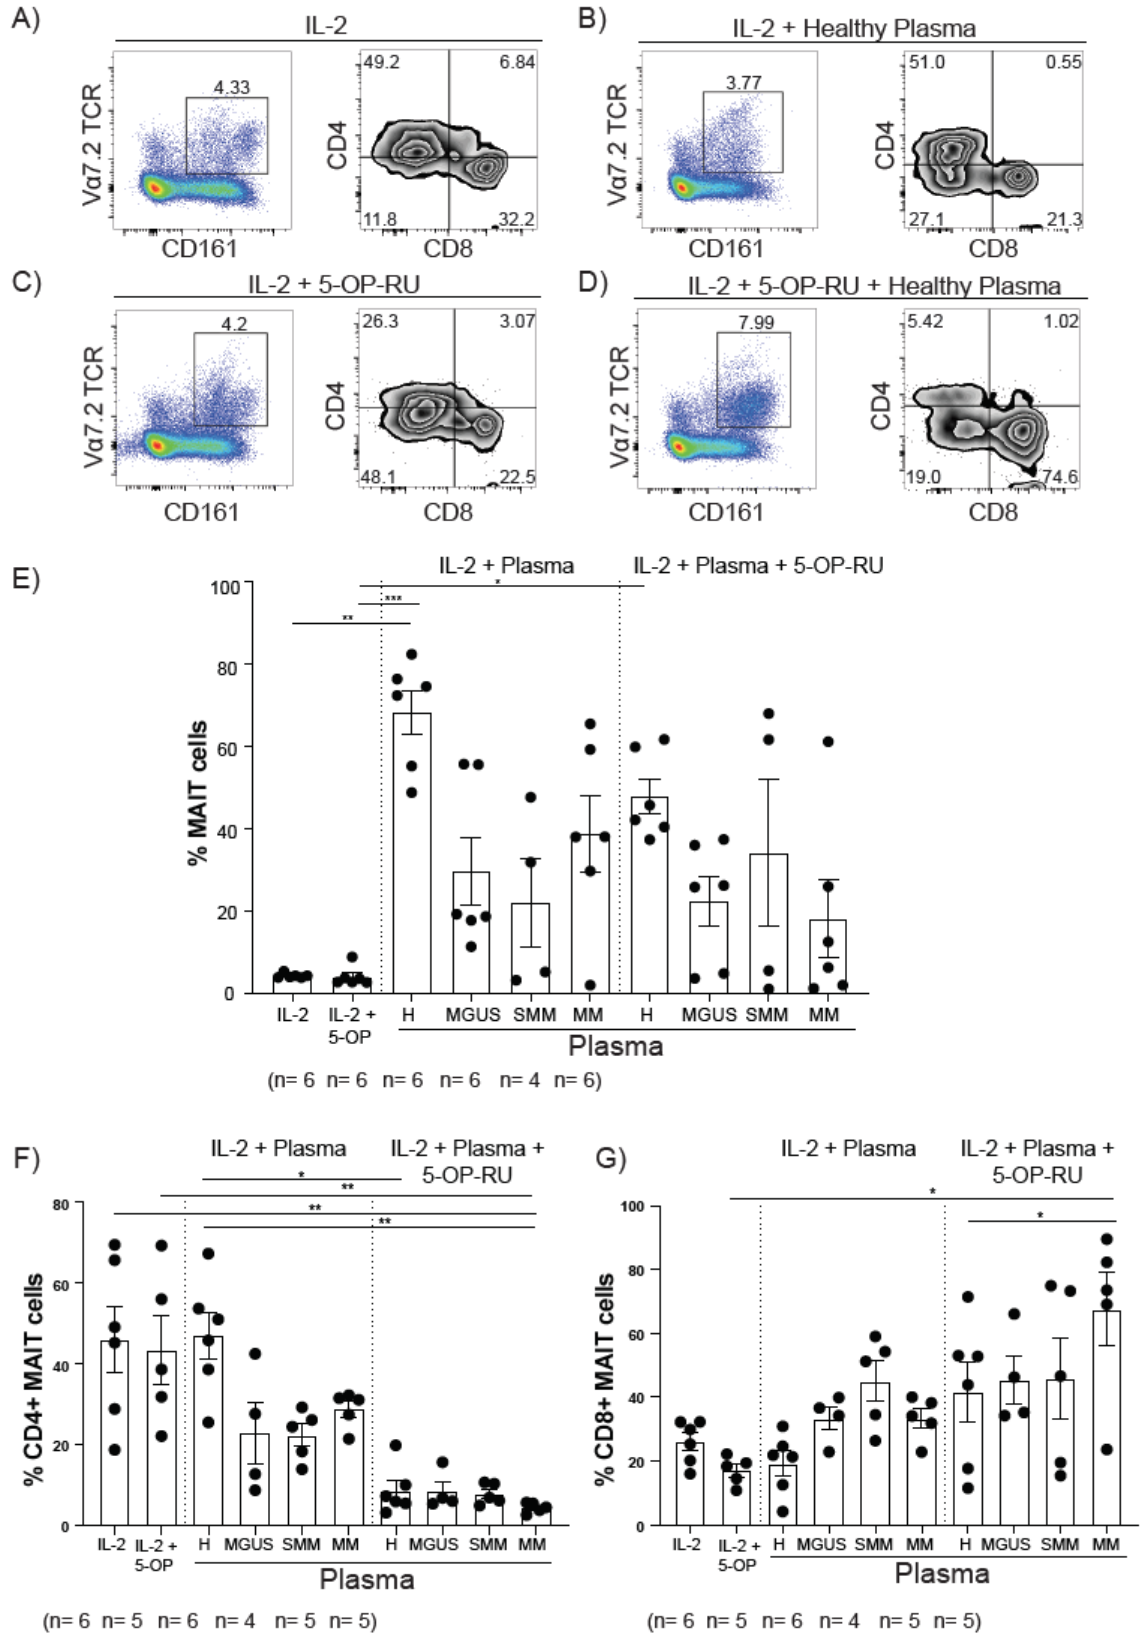 A)
IL-2
B)
IL-2 + Healthy Plasma
4.33
49.2
6.84
3.77
51.0
0.55
Vα7.2 TCR
CD4
Vα7.2 TCR
CD4
11.8
32.2
27.1
21.3
CD161
CD8
CD161
CD8
C)
IL-2 + 5-OP-RU
D)
IL-2 + 5-OP-RU + Healthy Plasma
4.2
26.3
3.07
7.99
5.42
1.02
Vα7.2 TCR
CD4
Vα7.2 TCR
CD4
48.1
22.5
19.0
74.6
CD161
CD8
CD161
CD8
E)
IL-2 + Plasma
IL-2 + Plasma + 5-OP-RU
*
***
**
100
80
60
40
20
0
% MAIT cells
IL-2
IL-2 +
5-OP
H
MGUS
SMM
MM
H
MGUS
SMM
MM
Plasma
(n= 6 n= 6 n= 6 n= 6 n= 4 n= 6)
F)
IL-2 + Plasma
IL-2 + Plasma +
5-OP-RU
*
**
**
**
80
60
40
20
0
% CD4+ MAIT cells
IL-2
IL-2 +
5-OP
H
MGUS
SMM
MM
H
MGUS
SMM
MM
Plasma
(n= 6 n= 5 n= 6 n= 4 n= 5 n= 5)
G)
IL-2 + Plasma
IL-2 + Plasma +
5-OP-RU
*
*
100
80
60
40
20
0
% CD8+ MAIT cells
IL-2
IL-2 +
5-OP
H
MGUS
SMM
MM
H
MGUS
SMM
MM
Plasma
(n= 6 n= 5 n= 6 n= 4 n= 5 n= 5)